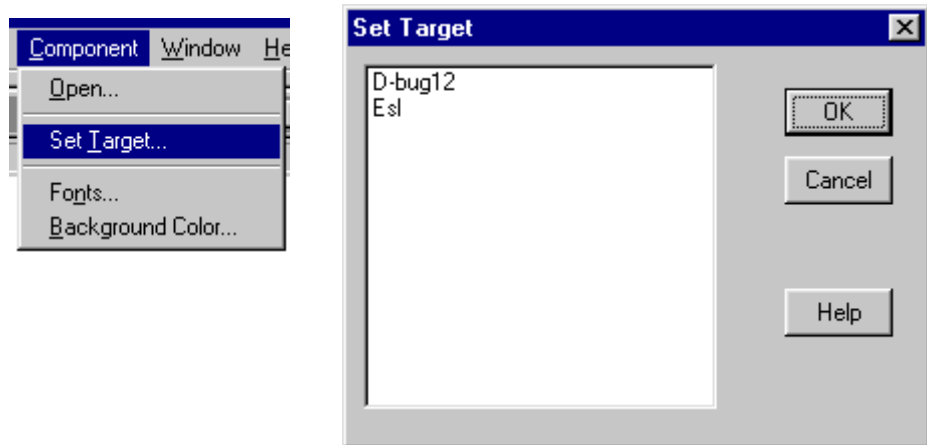 Component Window He
Open...
Set Target...
Fonts...
Background Color...
Set Target
D-bug12
Esl
OK
Cancel
Help